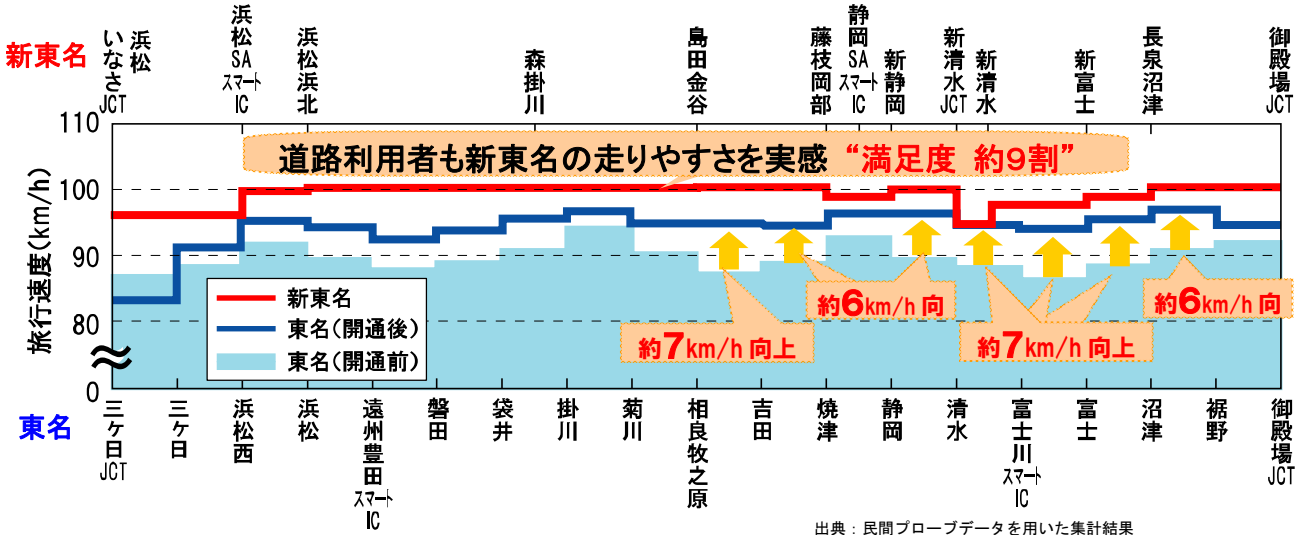 新東名
浜松いなさJCT
浜松SAスマートIC
浜松浜北
森掛川
島田金谷
藤枝岡部
静岡SAスマートIC
新静岡
新清水JCT
新清水
新富士
長泉沼津
御殿場JCT
道路利用者も新東名の走りやすさを実感 “満足度 約9割”
旅行速度(km/h)
110
100
90
80
0
新東名
東名(開通後)
東名(開通前)
約7km/h 向上
約6km/h 向
約7km/h 向上
約6km/h 向
東名
三ヶ日JCT
三ヶ日
浜松西
浜松
遠州豊田スマートIC
磐田
袋井
掛川
菊川
相良牧之原
吉田
焼津
静岡
清水
富士川スマートIC
富士
沼津
裾野
御殿場JCT
出典：民間プローブデータを用いた集計結果